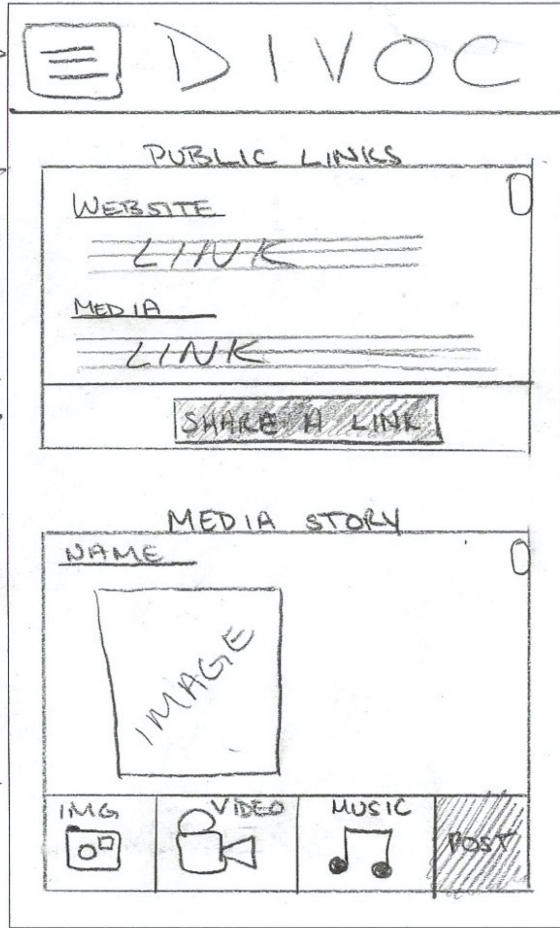 DIVOC
PUBLIC LINKS
WEBSITE
LINK
MEDIA
LINK
SHARE A LINK
MEDIA STORY
NAME
IMAGE
IMG VIDEO MUSIC POST